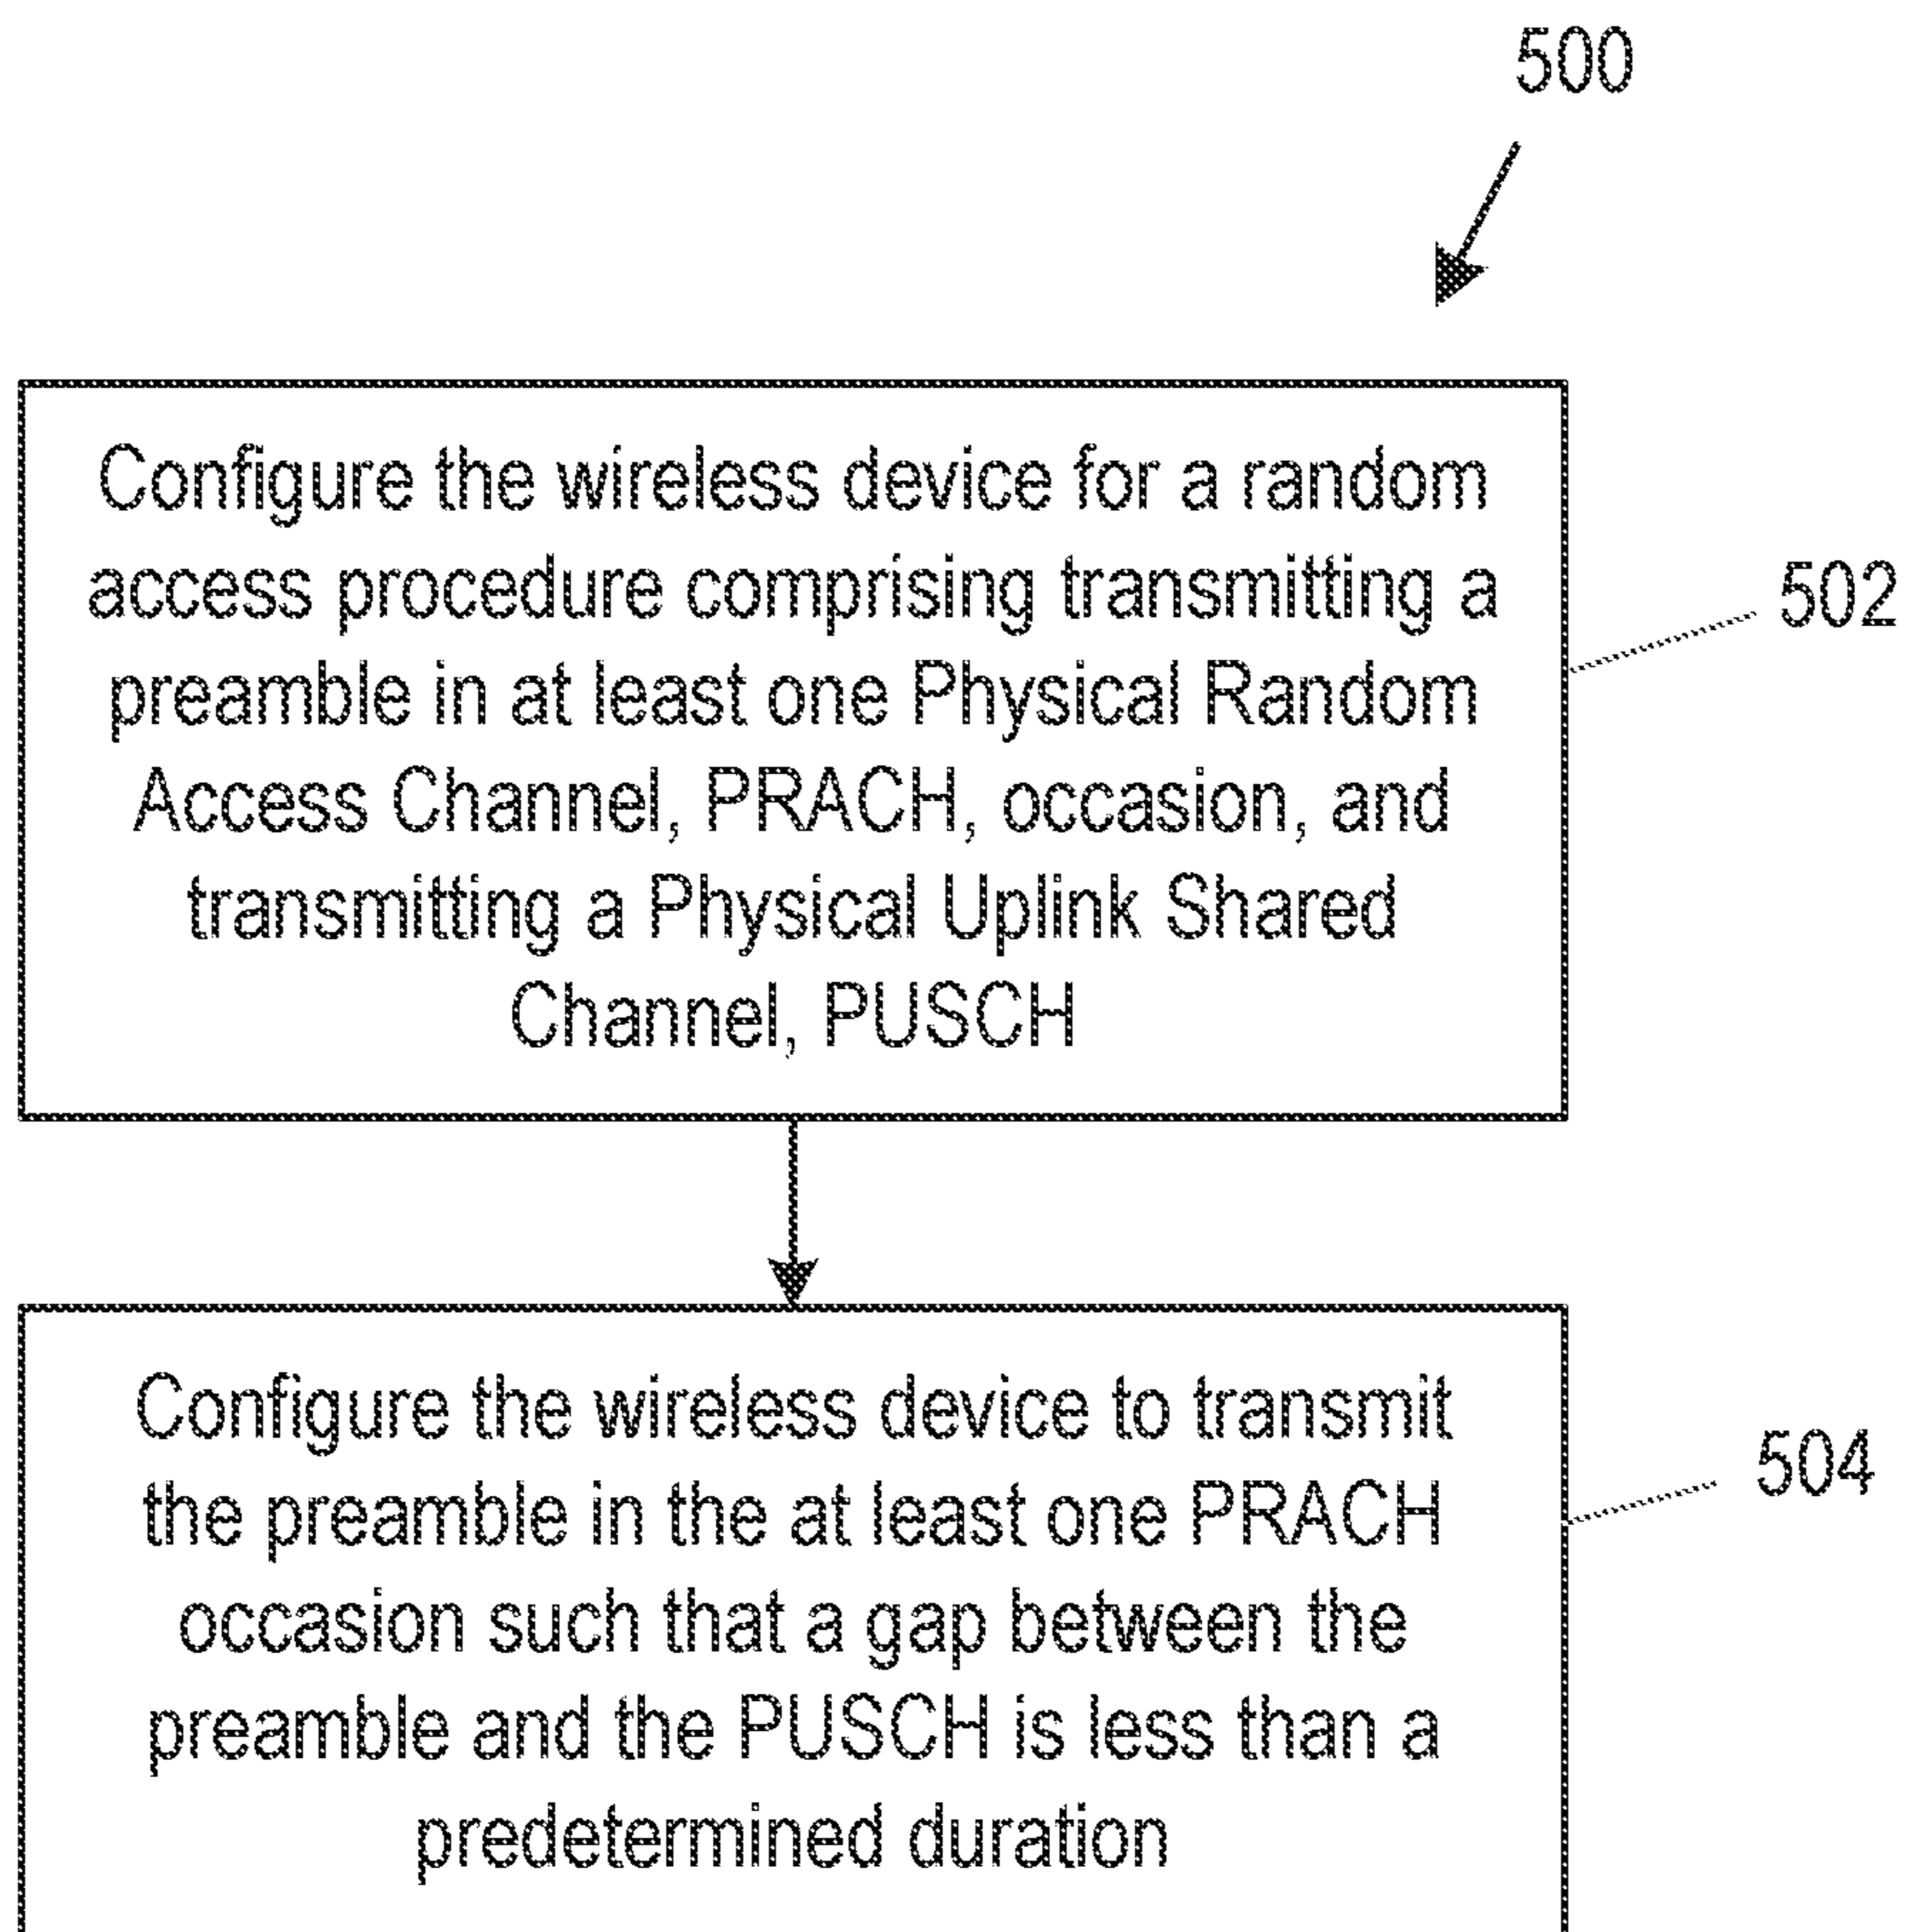 500
Configure the wireless device for a random
access procedure comprising transmitting a
preamble in at least one Physical Random
Access Channel, PRACH, occasion, and
transmitting a Physical Uplink Shared
Channel, PUSCH
502
Configure the wireless device to transmit
the preamble in the at least one PRACH
occasion such that a gap between the
preamble and the PUSCH is less than a
predetermined duration
504